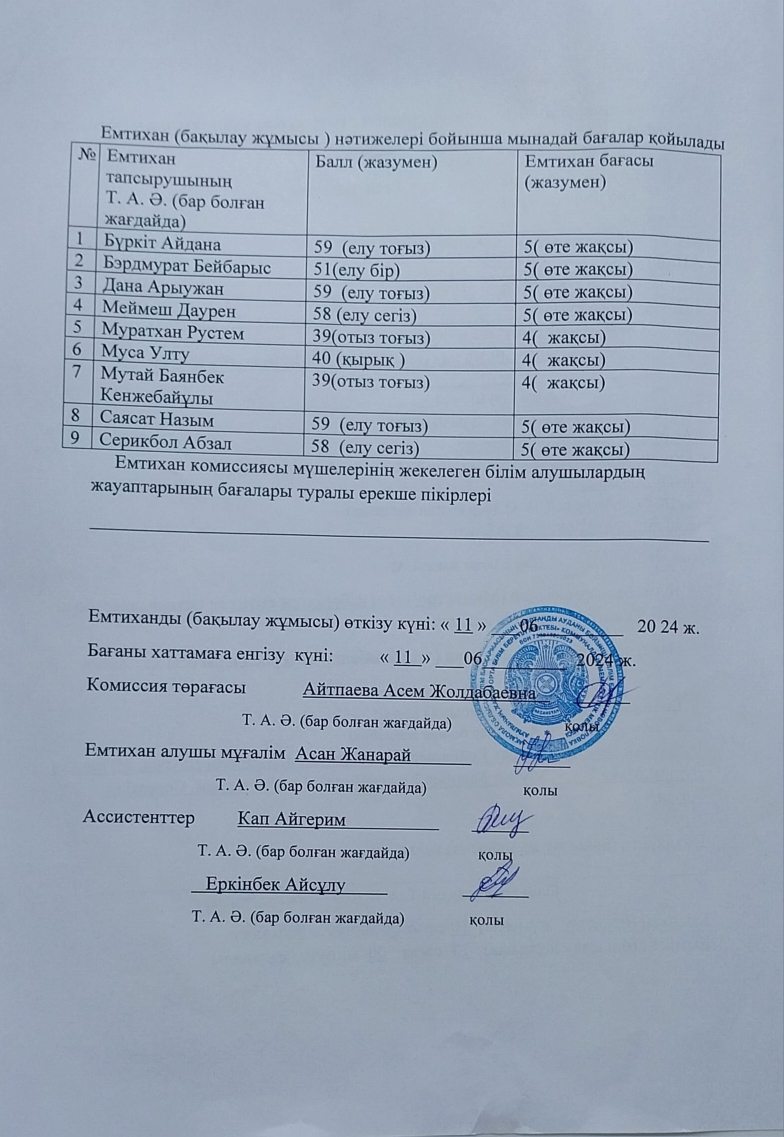 Емтихан (бақылау жұмысы ) нәтижелері бойынша мынадай бағалар қойылады
№ Емтихан тапсырушының Т. А. Ә. (бар болған жағдайда) Балл (жазумен) Емтихан бағасы (жазумен)
1 Бүркіт Айдана 59 (елу тоғыз) 5( өте жақсы)
2 Бэрдмурат Бейбарыс 51(елу бір) 5( өте жақсы)
3 Дана Арыужан 59 (елу тоғыз) 5( өте жақсы)
4 Меймеш Даурен 58 (елу сегіз) 5( өте жақсы)
5 Муратхан Рустем 39(отыз тоғыз) 4( жақсы)
6 Муса Улту 40 (қырық ) 4( жақсы)
7 Мутай Баянбек Кенжебайұлы 39(отыз тоғыз) 4( жақсы)
8 Саясат Назым 59 (елу тоғыз) 5( өте жақсы)
9 Серикбол Абзал 58 (елу сегіз) 5( өте жақсы)
Емтихан комиссиясы мүшелерінің жекелеген білім алушылардың
жауаптарының бағалары туралы ерекше пікірлері
Емтиханды (бақылау жұмысы) өткізу күні: « 11 » 06 20 24 ж.
Бағаны хаттамаға енгізу күні: « 11 » 06 2024 ж.
Комиссия төрағасы Айтпаева Асем Жолдабаевна
Т. А. Ә. (бар болған жағдайда) қолы
Емтихан алушы мұғалім Асан Жанарай
Т. А. Ә. (бар болған жағдайда) қолы
Ассистенттер Кап Айгерим
Т. А. Ә. (бар болған жағдайда) қолы
Еркінбек Айсұлу
Т. А. Ә. (бар болған жағдайда) қолы